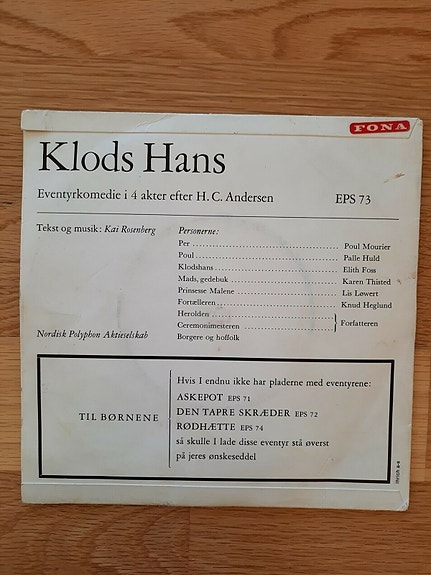 FONA
Klods Hans
Eventyrkomedie i 4 akter efter H. C. Andersen EPS 73
Tekst og musik: Kai Rosenberg
Personerne:
Per Poul Mourier
Poul Palle Huld
Klodshans Elith Foss
Mads, gedebuk Karen Thisted
Prinsesse Malene Lis Løwert
Fortælleren Knud Heglund
Herolden
Ceremonimesteren } Forfatteren
Borgere og hoffolk
Nordisk Polyphon Aktieselskab
TIL BØRNENE
Hvis I endnu ikke har pladerne med eventyrene:
ASKEPOT EPS 71
DEN TAPRE SKRÆDER EPS 72
RØDHÆTTE EPS 74
så skulle I lade disse eventyr stå øverst
på jeres ønskeseddel